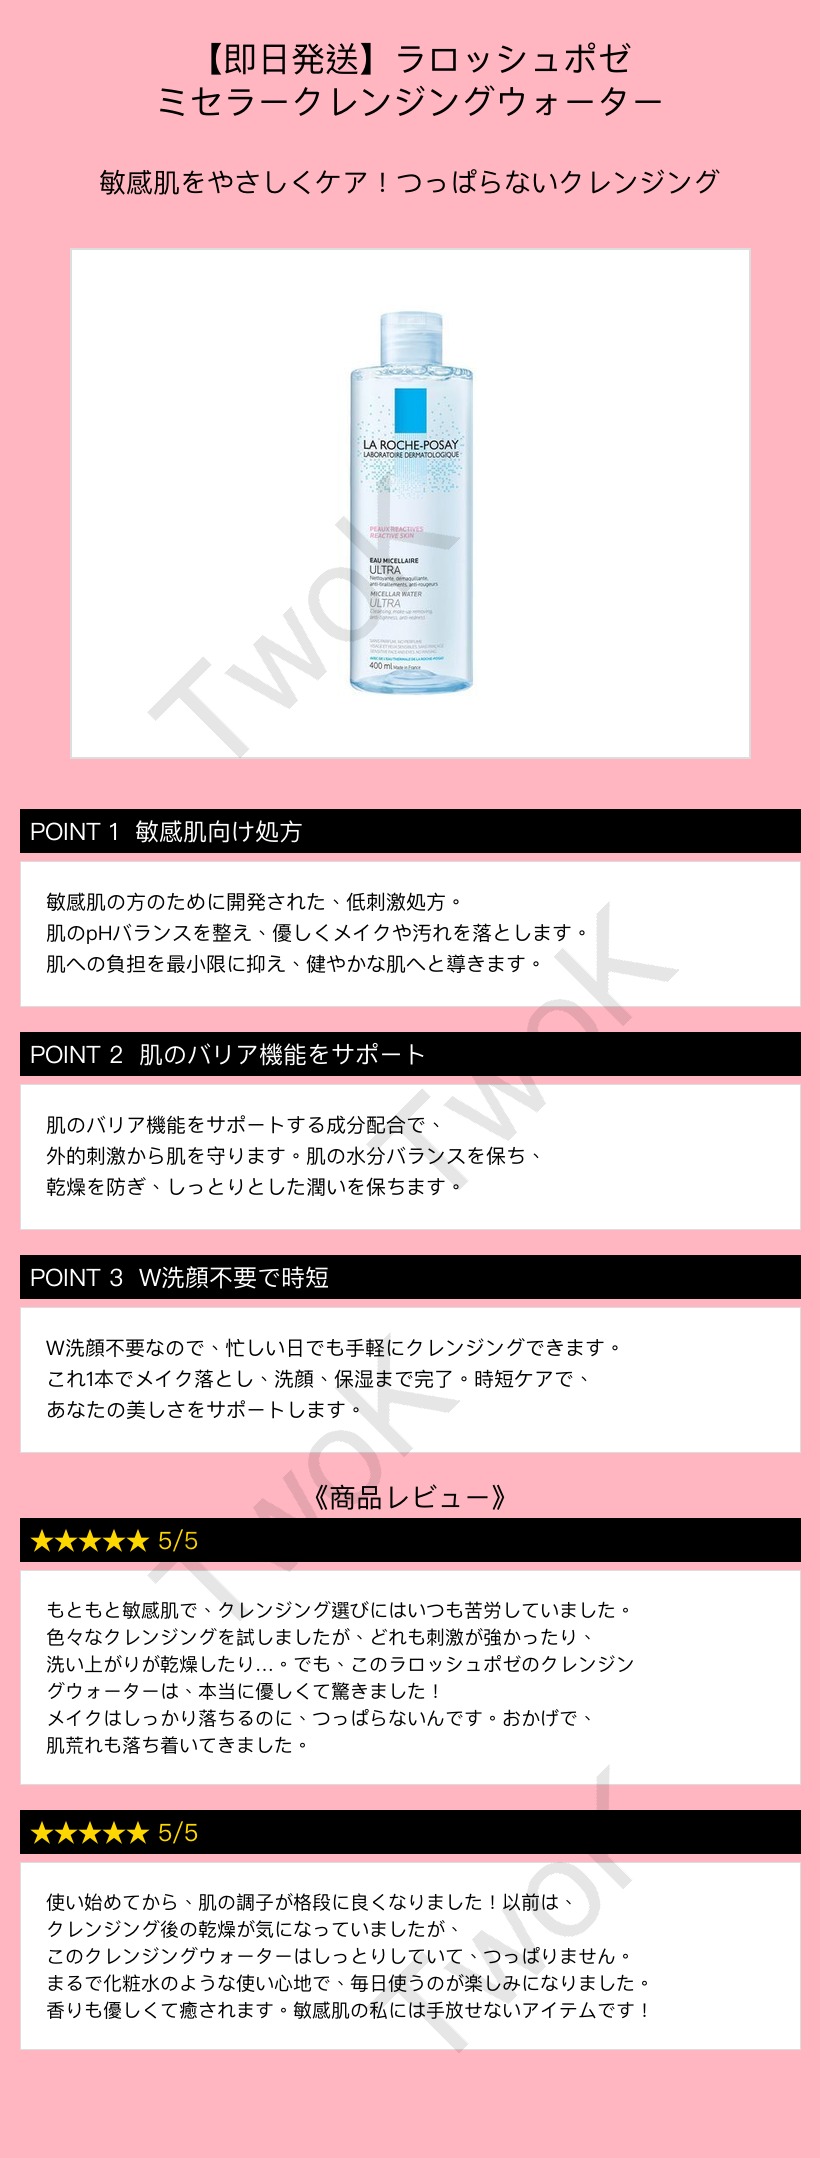 【即日発送】ラロッシュポゼ
ミセラークレンジングウォーター
敏感肌をやさしくケア！つっぱらないクレンジング
LA ROCHE-POSAY
LABORATOIRE DERMATOLOGIQUE
PEAUX RÉACTIVES
REACTIVE SKIN
EAU MICELLAIRE
ULTRA
Nettoyante, démaquillante,
anti-tiraillements, anti-rougeurs
MICELLAR WATER
ULTRA
Cleansing, make-up removing
400 ml Made in France
TwoK
POINT 1 敏感肌向け処方
敏感肌の方のために開発された、低刺激処方。
肌のpHバランスを整え、優しくメイクや汚れを落とします。
肌への負担を最小限に抑え、健やかな肌へと導きます。
TwoK
POINT 2 肌のバリア機能をサポート
肌のバリア機能をサポートする成分配合で、
外的刺激から肌を守ります。肌の水分バランスを保ち、
乾燥を防ぎ、しっとりとした潤いを保ちます。
POINT 3 W洗顔不要で時短
W洗顔不要なので、忙しい日でも手軽にクレンジングできます。
これ1本でメイク落とし、洗顔、保湿まで完了。時短ケアで、
あなたの美しさをサポートします。
TwoK
《商品レビュー》
★★★★★ 5/5
もともと敏感肌で、クレンジング選びにはいつも苦労していました。
色々なクレンジングを試しましたが、どれも刺激が強かったり、
洗い上がりが乾燥したり…。でも、このラロッシュポゼのクレンジン
グウォーターは、本当に優しくて驚きました！
メイクはしっかり落ちるのに、つっぱらないんです。おかげで、
肌荒れも落ち着いてきました。
★★★★★ 5/5
使い始めてから、肌の調子が格段に良くなりました！以前は、
クレンジング後の乾燥が気になっていましたが、
このクレンジングウォーターはしっとりしていて、つっぱりません。
まるで化粧水のような使い心地で、毎日使うのが楽しみになりました。
香りも優しくて癒されます。敏感肌の私には手放せないアイテムです！
TwoK